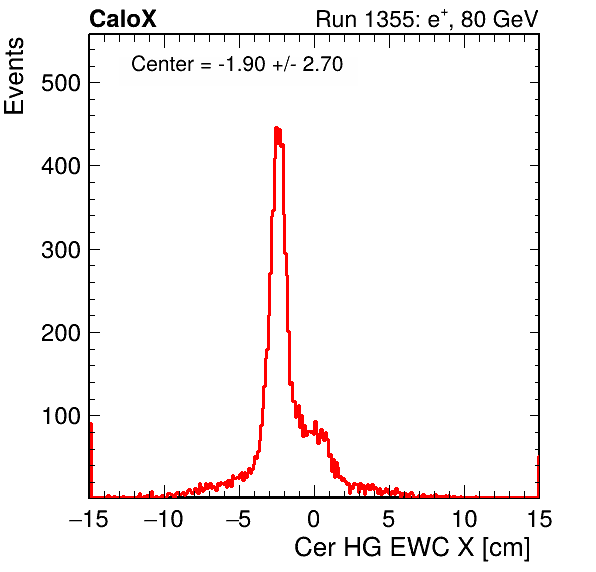 CaloX Run 1355: e⁺, 80 GeV
Center = -1.90 +/- 2.70
Events
500
400
300
200
100
−15 −10 −5 0 5 10 15
Cer HG EWC X [cm]